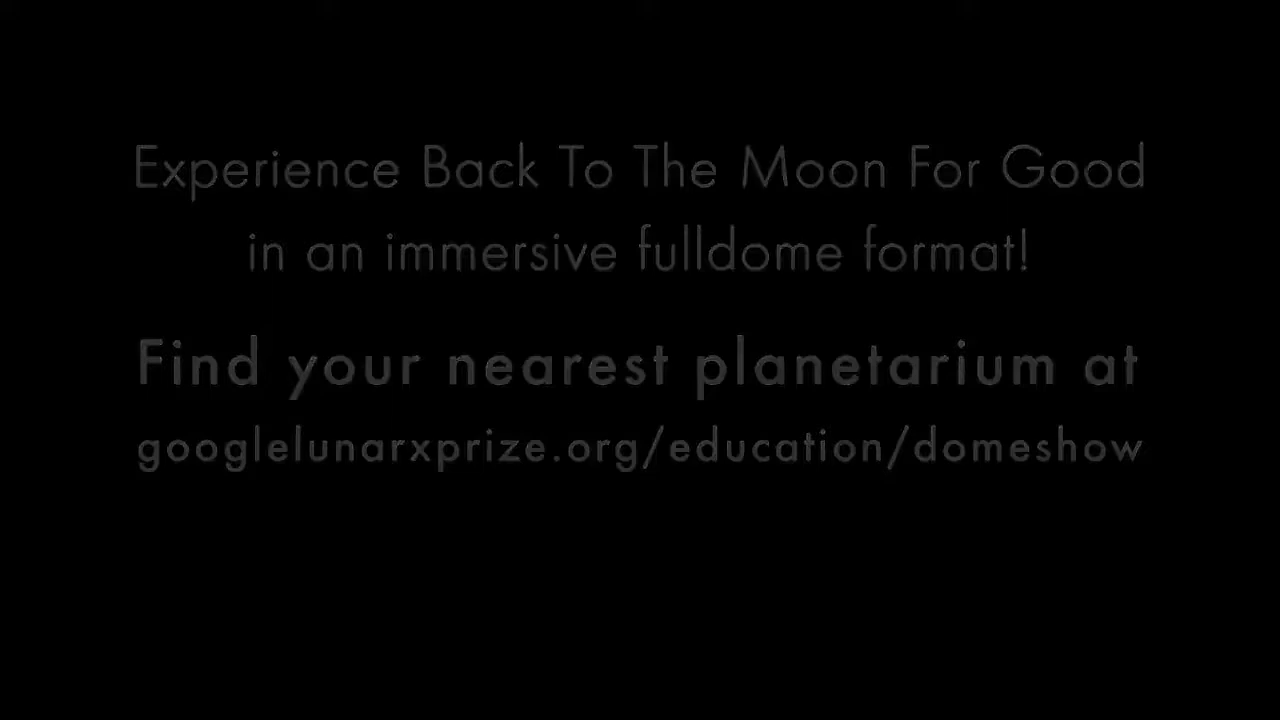 Experience Back To The Moon For Good
in an immersive fulldome format!
Find your nearest planetarium at
googlelunarxprize.org/education/domeshow